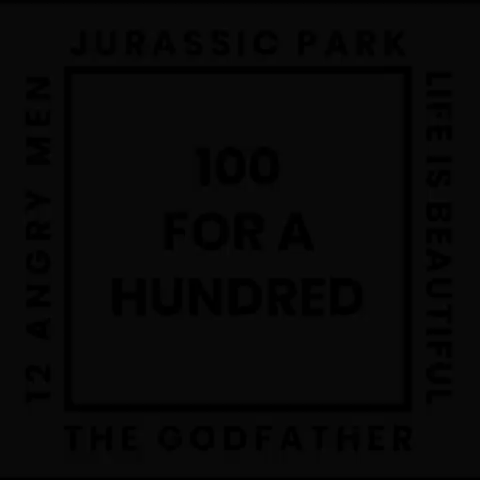 JURASSIC PARK
12 ANGRY MEN
100
FOR A
HUNDRED
LIFE IS BEAUTIFUL
THE GODFATHER